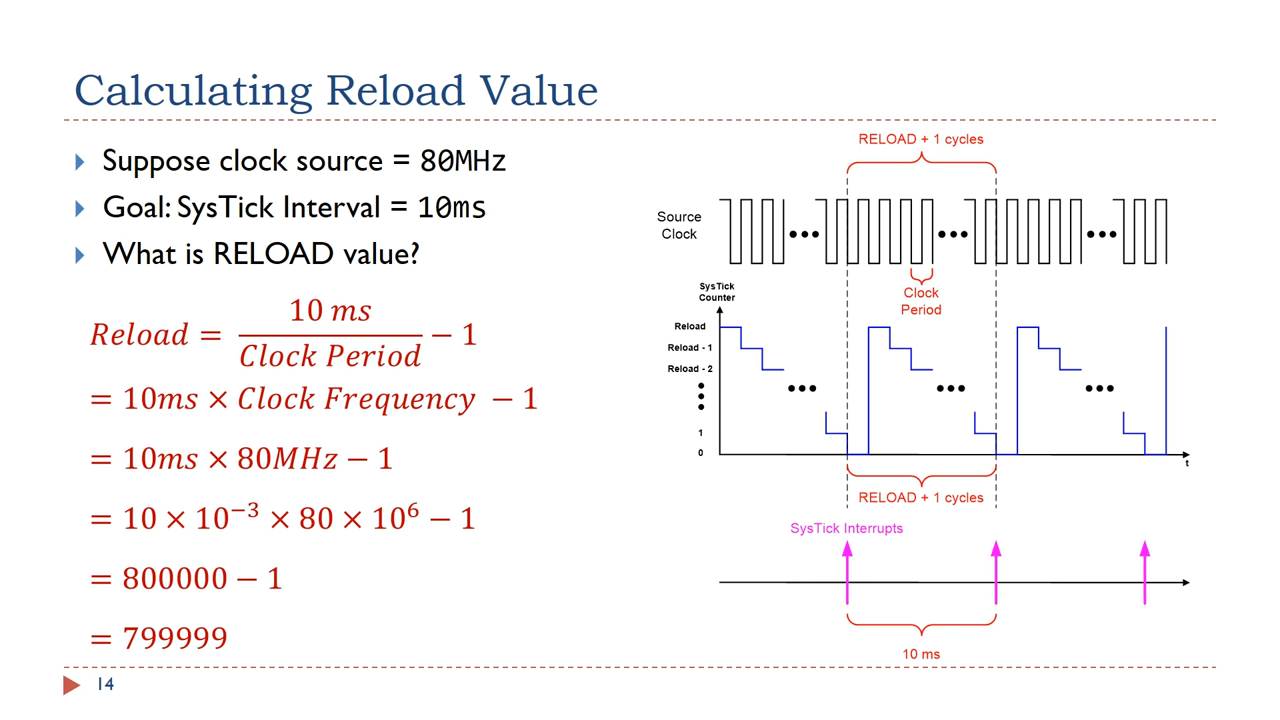 Calculating Reload Value
Suppose clock source = 80MHz
Goal: SysTick Interval = 10ms
What is RELOAD value?
Reload = 10 ms / Clock Period − 1
= 10ms × Clock Frequency − 1
= 10ms × 80MHz − 1
= 10 × 10⁻³ × 80 × 10⁶ − 1
= 800000 − 1
= 799999
RELOAD + 1 cycles
Source
Clock
Clock
Period
SysTick
Counter
Reload
Reload - 1
Reload - 2
1
0
t
RELOAD + 1 cycles
SysTick Interrupts
10 ms
14